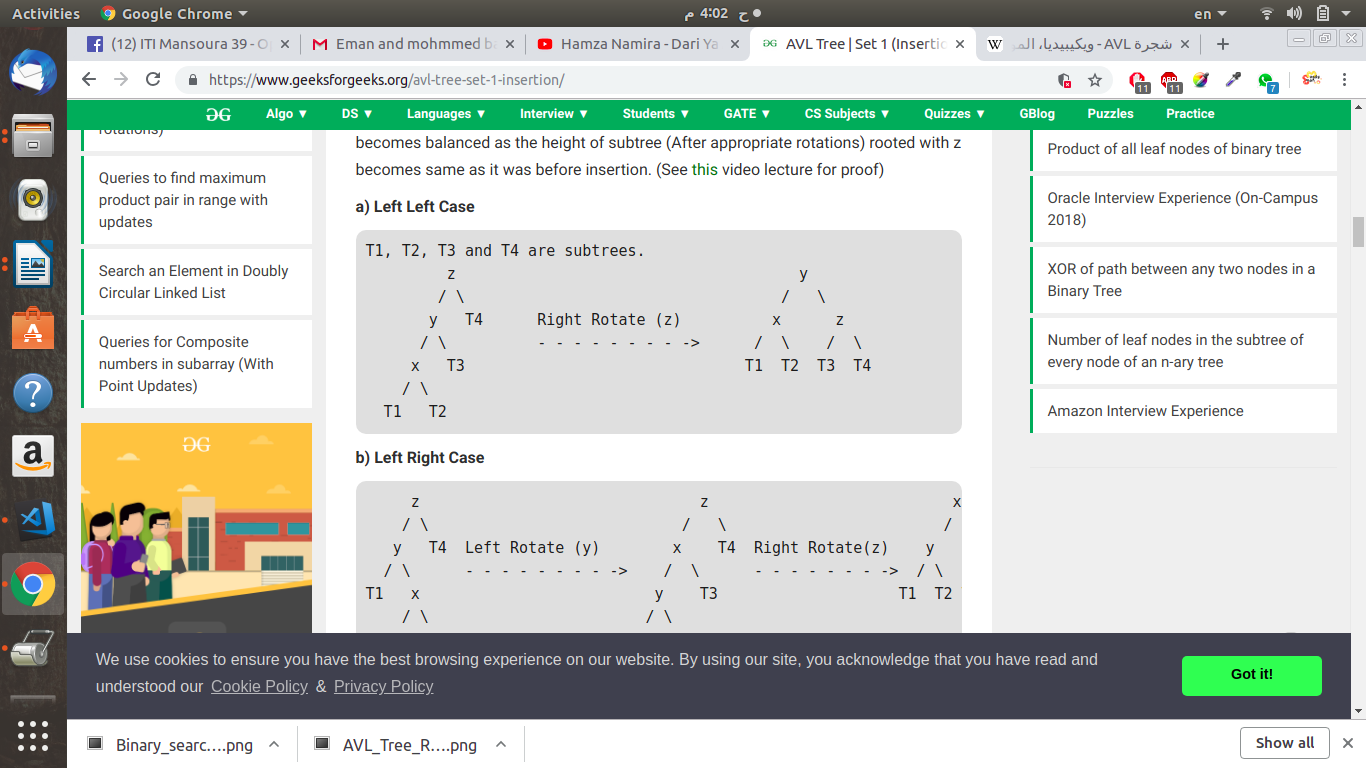 Activities Google Chrome ▾ ح 4:02 م en ▾
(12) ITI Mansoura 39 - O
Eman and mohmmed b
Hamza Namira - Dari Ya
AVL Tree | Set 1 (Insertio
شجرة AVL - ويكيبيديا، المو
https://www.geeksforgeeks.org/avl-tree-set-1-insertion/
11 ABP 11 7
GG Algo ▼ DS ▼ Languages ▼ Interview ▼ Students ▼ GATE ▼ CS Subjects ▼ Quizzes ▼ GBlog Puzzles Practice
rotations)
Queries to find maximum
product pair in range with
updates
Search an Element in Doubly
Circular Linked List
Queries for Composite
numbers in subarray (With
Point Updates)
GG
becomes balanced as the height of subtree (After appropriate rotations) rooted with z
becomes same as it was before insertion. (See this video lecture for proof)
a) Left Left Case
T1, T2, T3 and T4 are subtrees.
         z                                      y
        / \                                   /   \
       y   T4      Right Rotate (z)          x      z
      / \          - - - - - - - - ->      /  \    /  \
     x   T3                               T1  T2  T3  T4
    / \
  T1   T2
b) Left Right Case
     z                               z                           x
    / \                            /   \                        /
   y   T4  Left Rotate (y)        x    T4  Right Rotate(z)    y
  / \      - - - - - - - - ->    /  \      - - - - - - - ->  / \
T1   x                          y    T3                    T1  T2
    / \                        / \
Product of all leaf nodes of binary tree
Oracle Interview Experience (On-Campus
2018)
XOR of path between any two nodes in a
Binary Tree
Number of leaf nodes in the subtree of
every node of an n-ary tree
Amazon Interview Experience
We use cookies to ensure you have the best browsing experience on our website. By using our site, you acknowledge that you have read and
understood our Cookie Policy & Privacy Policy
Got it!
Binary_searc....png
AVL_Tree_R....png
Show all